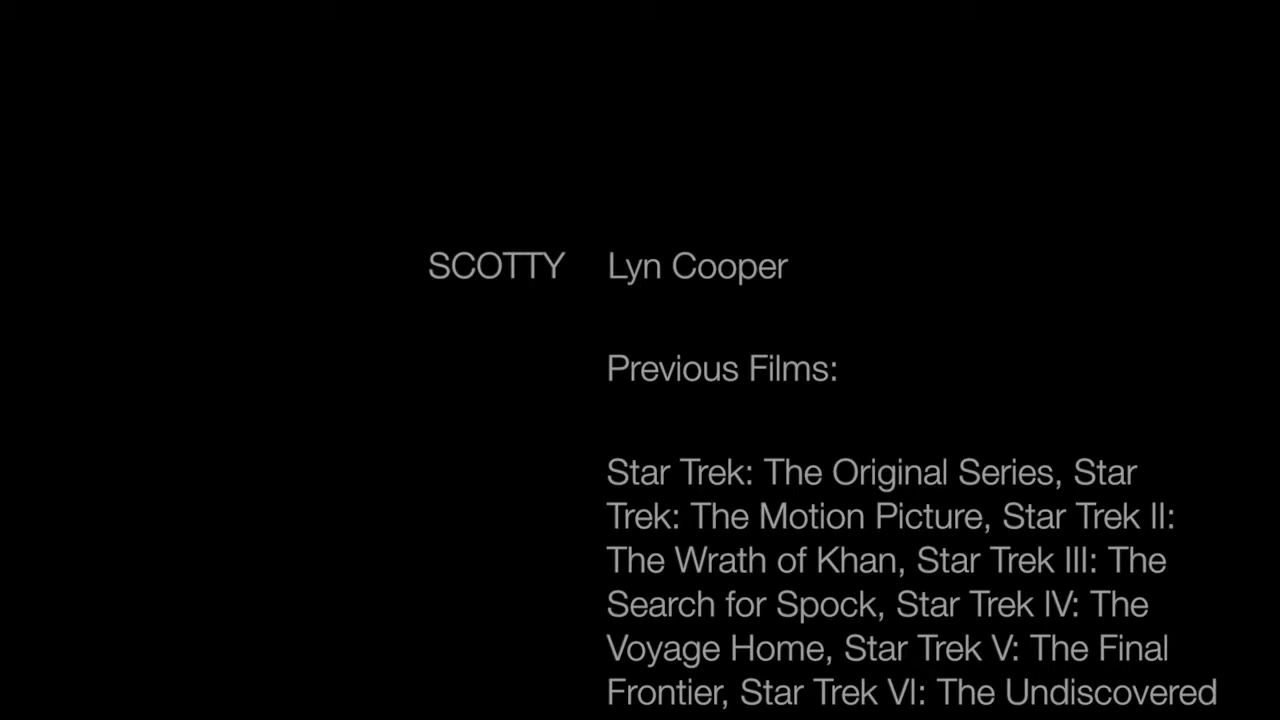 SCOTTY Lyn Cooper
Previous Films:
Star Trek: The Original Series, Star
Trek: The Motion Picture, Star Trek II:
The Wrath of Khan, Star Trek III: The
Search for Spock, Star Trek IV: The
Voyage Home, Star Trek V: The Final
Frontier, Star Trek VI: The Undiscovered